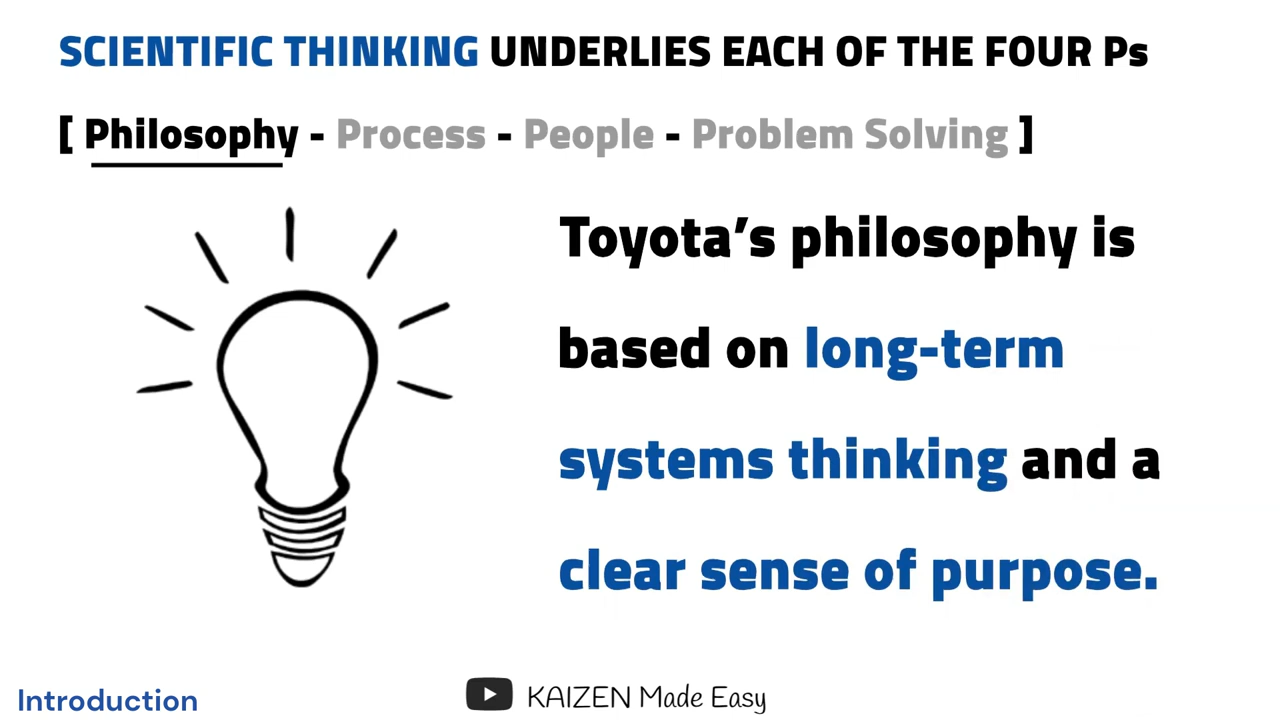 SCIENTIFIC THINKING UNDERLIES EACH OF THE FOUR Ps
[ Philosophy - Process - People - Problem Solving ]
Toyota’s philosophy is
based on long-term
systems thinking and a
clear sense of purpose.
Introduction
KAIZEN Made Easy